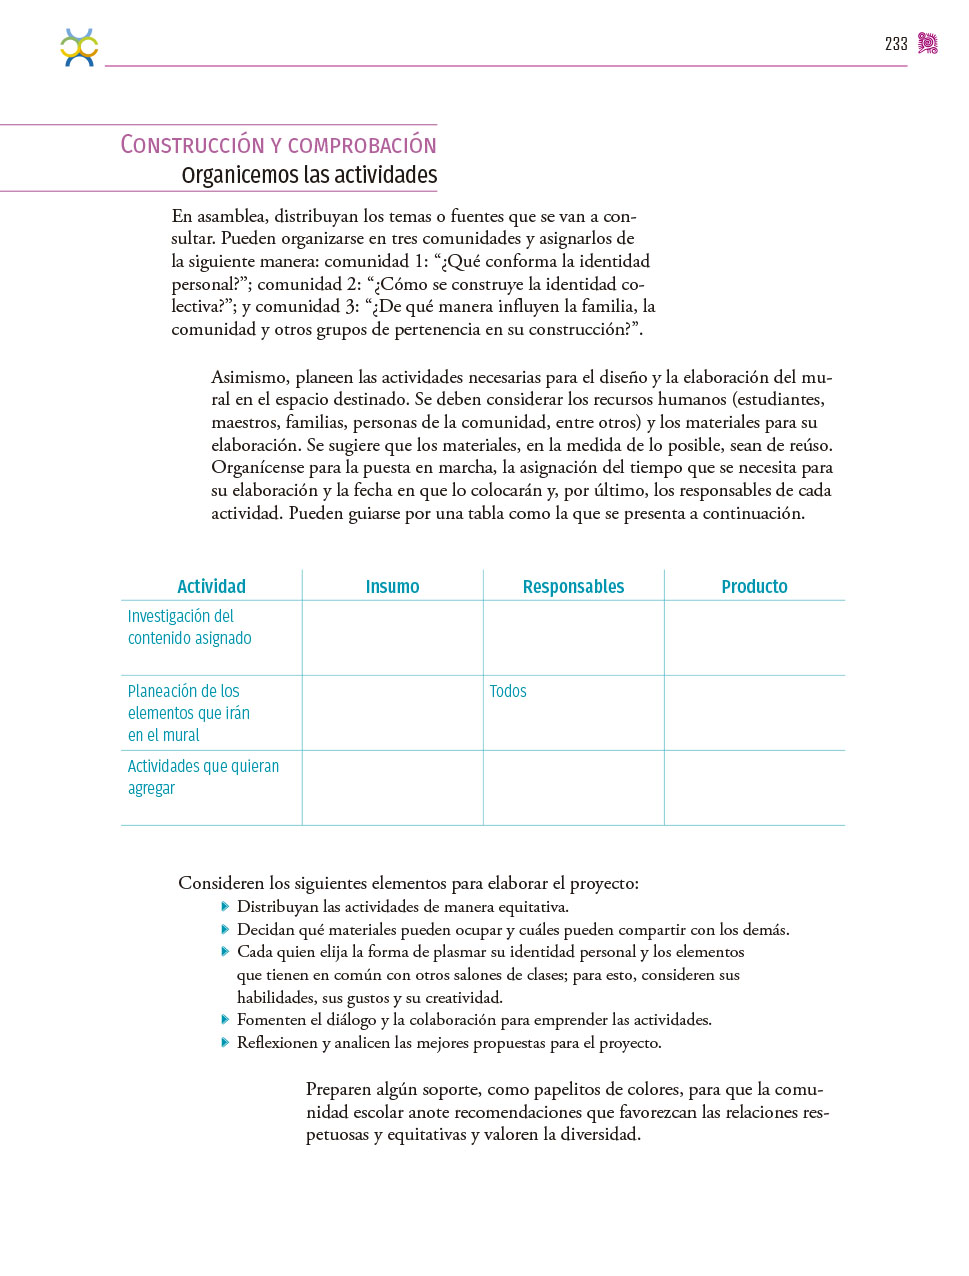 233
Construcción y comprobación
Organicemos las actividades
En asamblea, distribuyan los temas o fuentes que se van a con-
sultar. Pueden organizarse en tres comunidades y asignarlos de
la siguiente manera: comunidad 1: “¿Qué conforma la identidad
personal?”; comunidad 2: “¿Cómo se construye la identidad co-
lectiva?”; y comunidad 3: “¿De qué manera influyen la familia, la
comunidad y otros grupos de pertenencia en su construcción?”.
Asimismo, planeen las actividades necesarias para el diseño y la elaboración del mu-
ral en el espacio destinado. Se deben considerar los recursos humanos (estudiantes,
maestros, familias, personas de la comunidad, entre otros) y los materiales para su
elaboración. Se sugiere que los materiales, en la medida de lo posible, sean de reúso.
Organícense para la puesta en marcha, la asignación del tiempo que se necesita para
su elaboración y la fecha en que lo colocarán y, por último, los responsables de cada
actividad. Pueden guiarse por una tabla como la que se presenta a continuación.
Actividad Insumo Responsables Producto
Investigación del
contenido asignado
Planeación de los Todos
elementos que irán
en el mural
Actividades que quieran
agregar
Consideren los siguientes elementos para elaborar el proyecto:
Distribuyan las actividades de manera equitativa.
Decidan qué materiales pueden ocupar y cuáles pueden compartir con los demás.
Cada quien elija la forma de plasmar su identidad personal y los elementos
que tienen en común con otros salones de clases; para esto, consideren sus
habilidades, sus gustos y su creatividad.
Fomenten el diálogo y la colaboración para emprender las actividades.
Reflexionen y analicen las mejores propuestas para el proyecto.
Preparen algún soporte, como papelitos de colores, para que la comu-
nidad escolar anote recomendaciones que favorezcan las relaciones res-
petuosas y equitativas y valoren la diversidad.